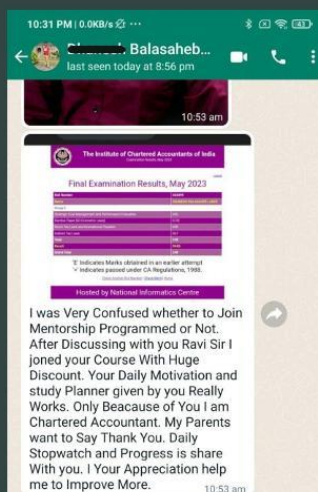 10:31 PM | 0.0KB/s
Balasaheb...
last seen today at 8:56 pm
10:53 am
The Institute of Chartered Accountants of India
Final Examination Results, May 2023
'E' Indicates Marks obtained in an earlier attempt
'+' Indicates passed under CA Regulations, 1988.
Hosted by National Informatics Centre
I was Very Confused whether to Join
Mentorship Programmed or Not.
After Discussing with you Ravi Sir I
joned your Course With Huge
Discount. Your Daily Motivation and
study Planner given by you Really
Works. Only Beacause of You I am
Chartered Accountant. My Parents
want to Say Thank You. Daily
Stopwatch and Progress is share
With you. I Your Appreciation help
me to Improve More.
10:53 am